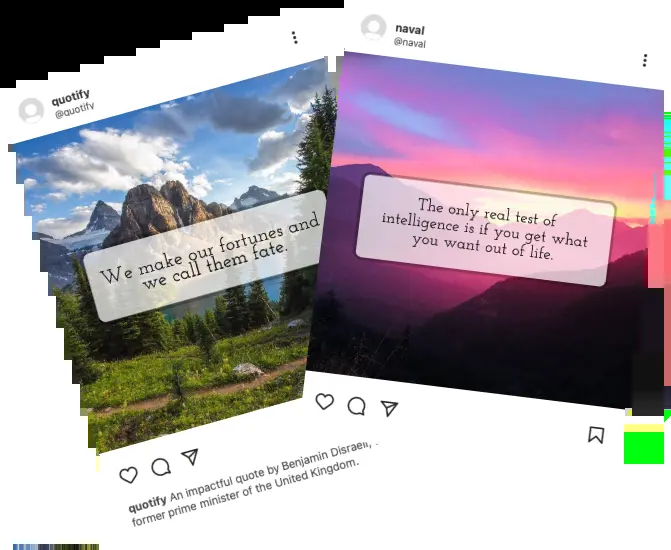 quotify
@quotify
We make our fortunes and
we call them fate.
quotify An impactful quote by Benjamin Disraeli,
former prime minister of the United Kingdom.
naval
@naval
The only real test of
intelligence is if you get what
you want out of life.